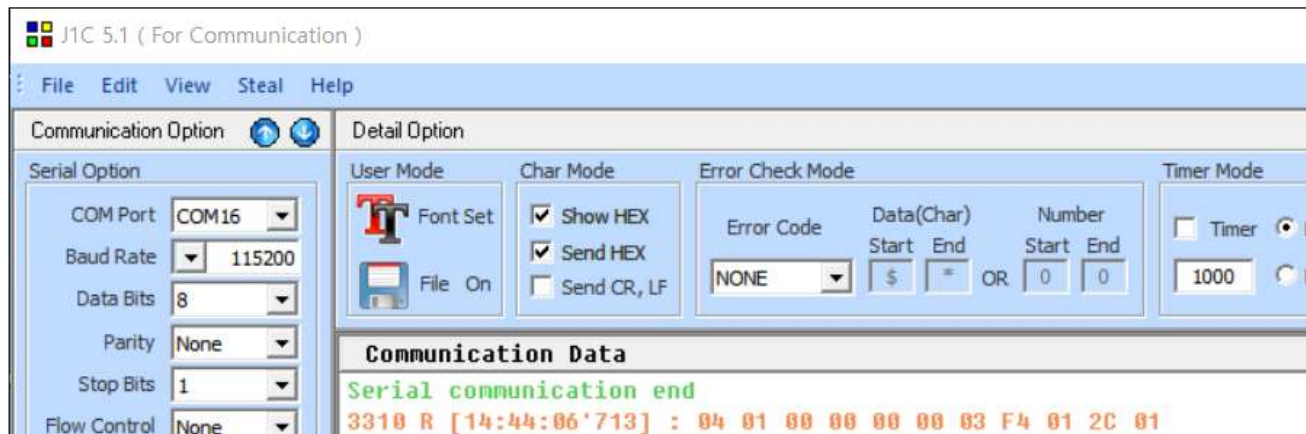 J1C 5.1 ( For Communication )
File Edit View Steal Help
Communication Option
Detail Option
Serial Option
User Mode
Char Mode
Error Check Mode
Timer Mode
COM Port COM16
Baud Rate 115200
Data Bits 8
Parity None
Stop Bits 1
Flow Control None
Font Set
File On
Show HEX
Send HEX
Send CR, LF
Error Code
NONE
Data(Char)
Start End
$ *
OR
Number
Start End
0 0
Timer
1000
Communication Data
Serial communication end
3310 R [14:44:06'713] : 04 01 00 00 00 00 03 F4 01 2C 01